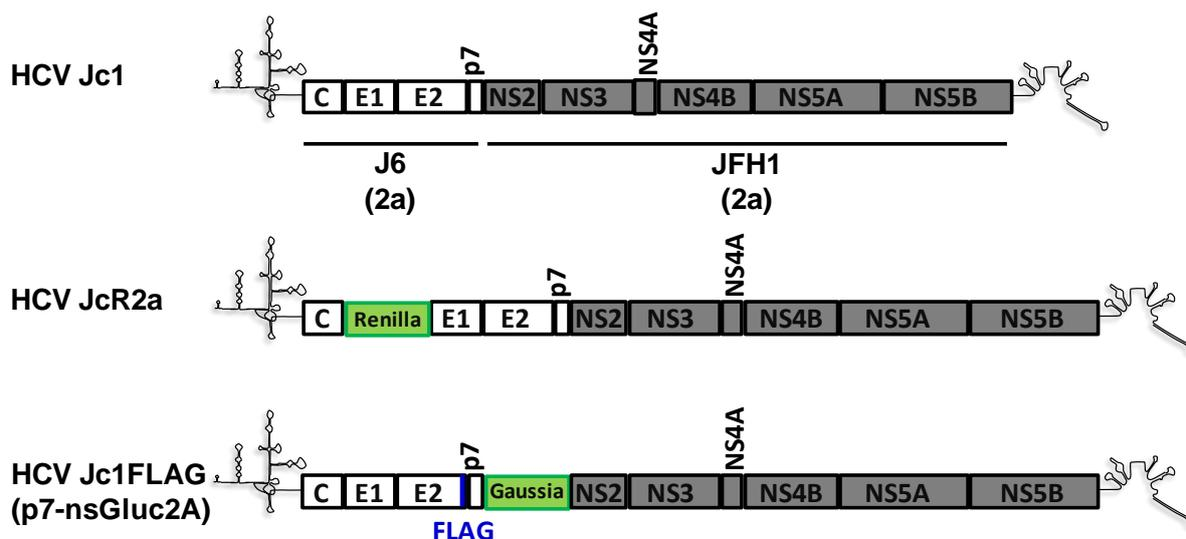 HCV Jc1
C E1 E2 p7 NS2 NS3 NS4A NS4B NS5A NS5B
J6
(2a)
JFH1
(2a)
HCV JcR2a
C Renilla E1 E2 p7 NS2 NS3 NS4A NS4B NS5A NS5B
HCV Jc1FLAG
(p7-nsGluc2A)
C E1 E2 p7 Gaussia NS2 NS3 NS4A NS4B NS5A NS5B
FLAG